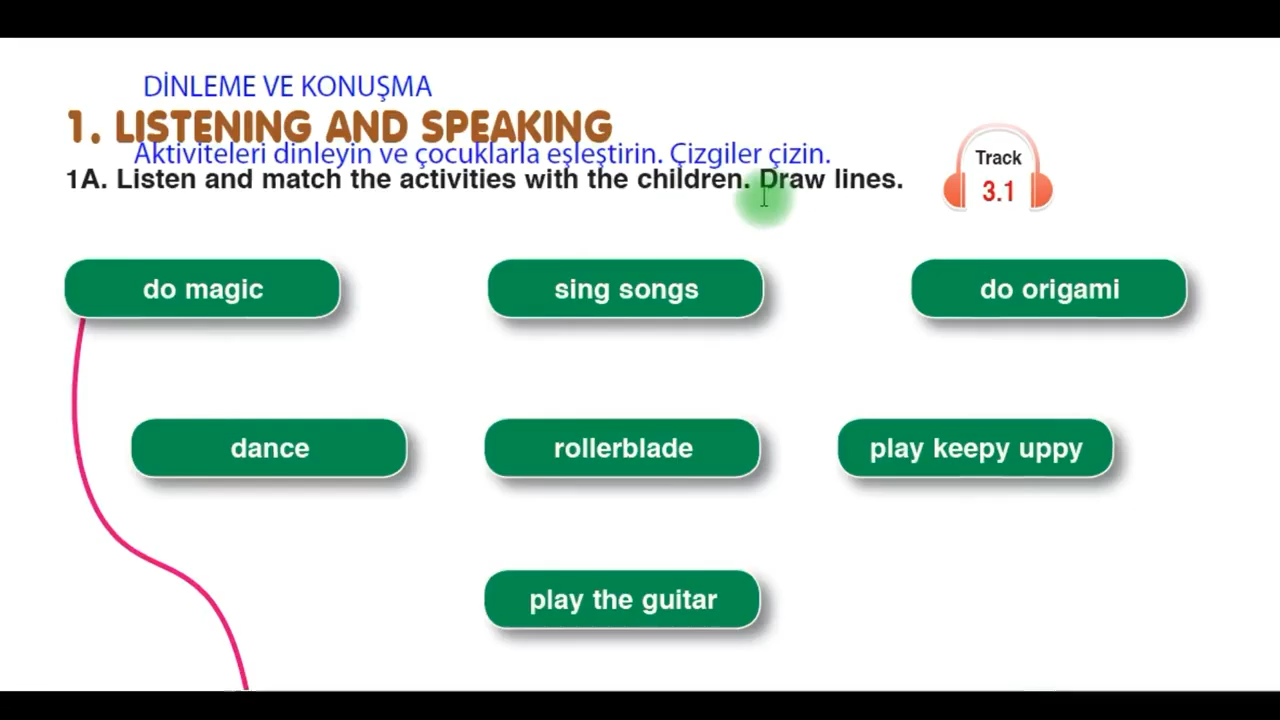 DİNLEME VE KONUŞMA
1. LISTENING AND SPEAKING
Aktiviteleri dinleyin ve çocuklarla eşleştirin. Çizgiler çizin.
1A. Listen and match the activities with the children. Draw lines.
Track
3.1
do magic
sing songs
do origami
dance
rollerblade
play keepy uppy
play the guitar